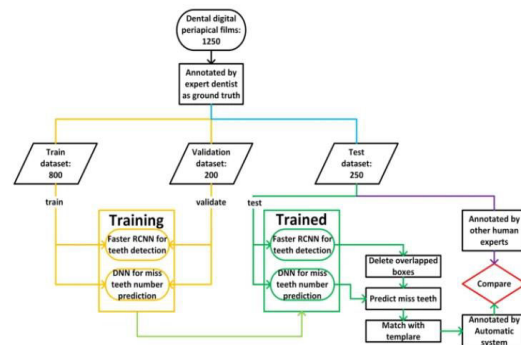 Dental digital
periapical films:
1250
Annotated by
expert dentist
as ground truth
Train
dataset:
800
Validation
dataset:
200
Test
dataset:
250
train
validate
test
Training
Faster RCNN for
teeth detection
DNN for miss
teeth number
prediction
Trained
Faster RCNN for
teeth detection
DNN for miss
teeth number
prediction
Delete overlapped
boxes
Predict miss teeth
Match with
templare
Annotated by
other human
experts
Compare
Annotated by
Automatic
system